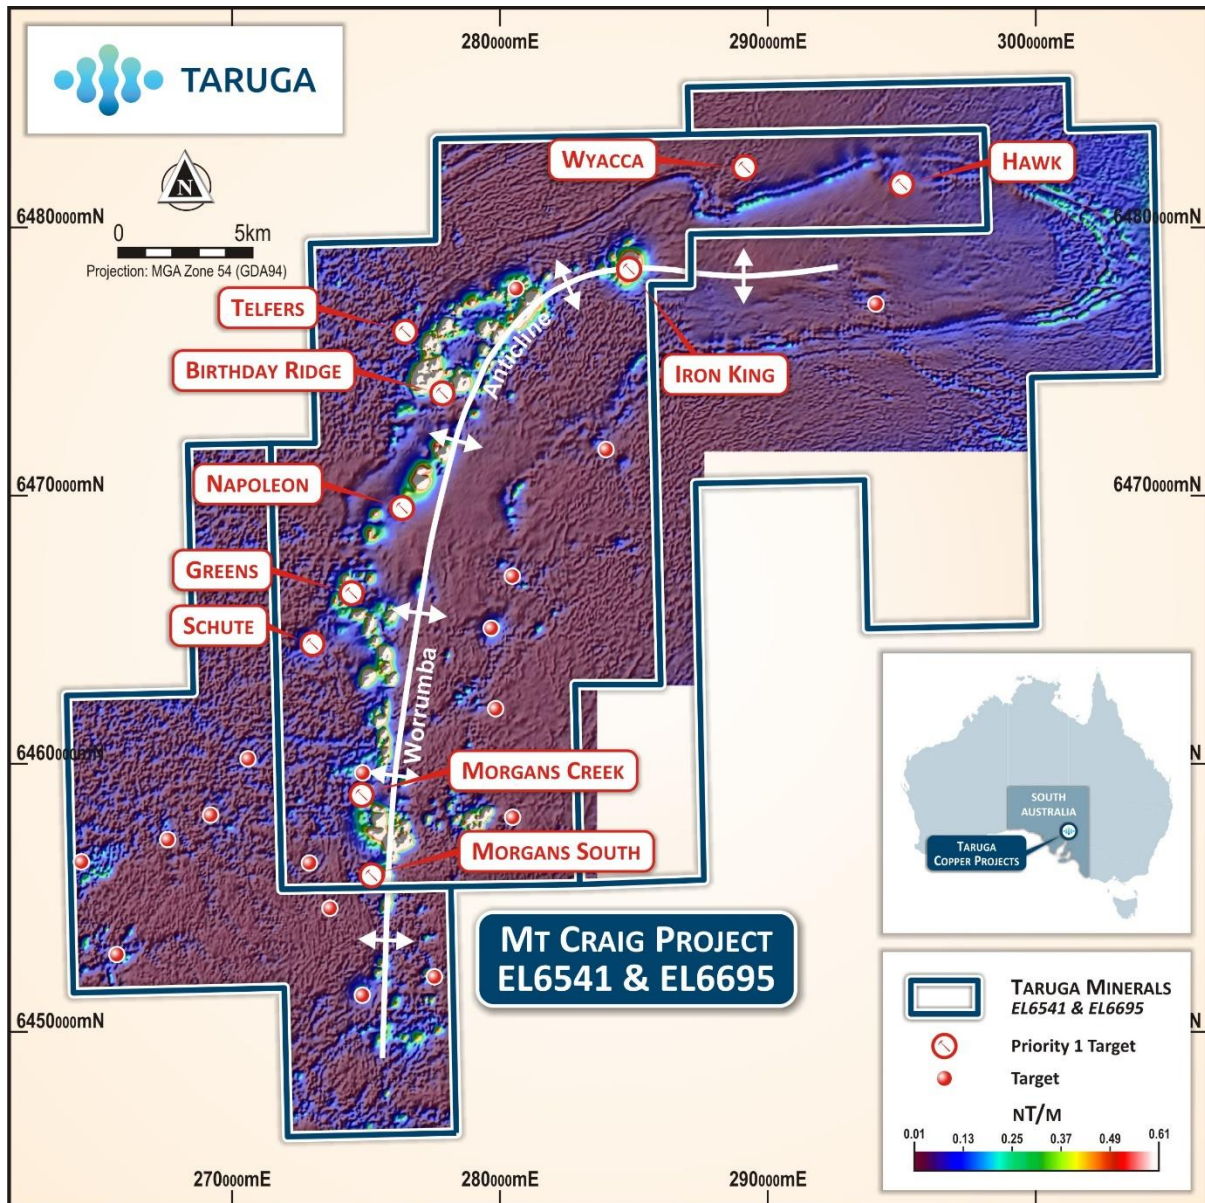 280000mE
290000mE
300000mE
TARUGA
N
0 5km
Projection: MGA Zone 54 (GDA94)
6480000mN
6480000mN
WYACCA
HAWK
TELFERS
BIRTHDAY RIDGE
IRON KING
Anticline
NAPOLEON
6470000mN
6470000mN
GREENS
SCHUTE
Worrumba
6460000mN
N
MORGANS CREEK
MORGANS SOUTH
SOUTH
AUSTRALIA
TARUGA
COPPER PROJECTS
MT CRAIG PROJECT
EL6541 & EL6695
6450000mN
N
TARUGA MINERALS
EL6541 & EL6695
Priority 1 Target
Target
NT/M
0.01 0.13 0.25 0.37 0.49 0.61
270000mE
280000mE
290000mE